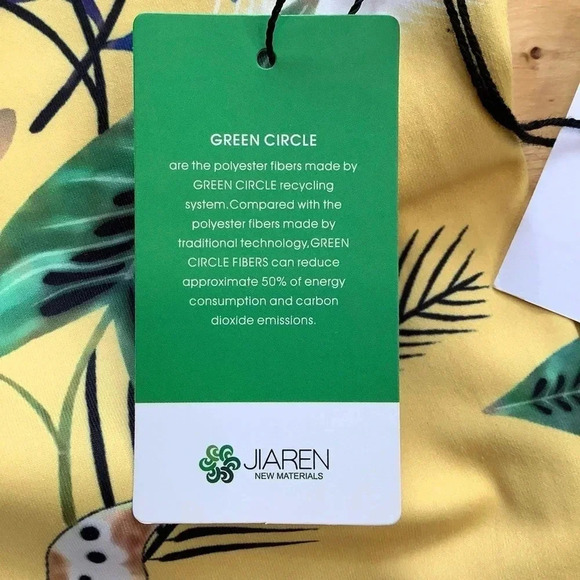 GREEN CIRCLE
are the polyester fibers made by
GREEN CIRCLE recycling
system.Compared with the
polyester fibers made by
traditional technology,GREEN
CIRCLE FIBERS can reduce
approximate 50% of energy
consumption and carbon
dioxide emissions.
JIAREN
NEW MATERIALS